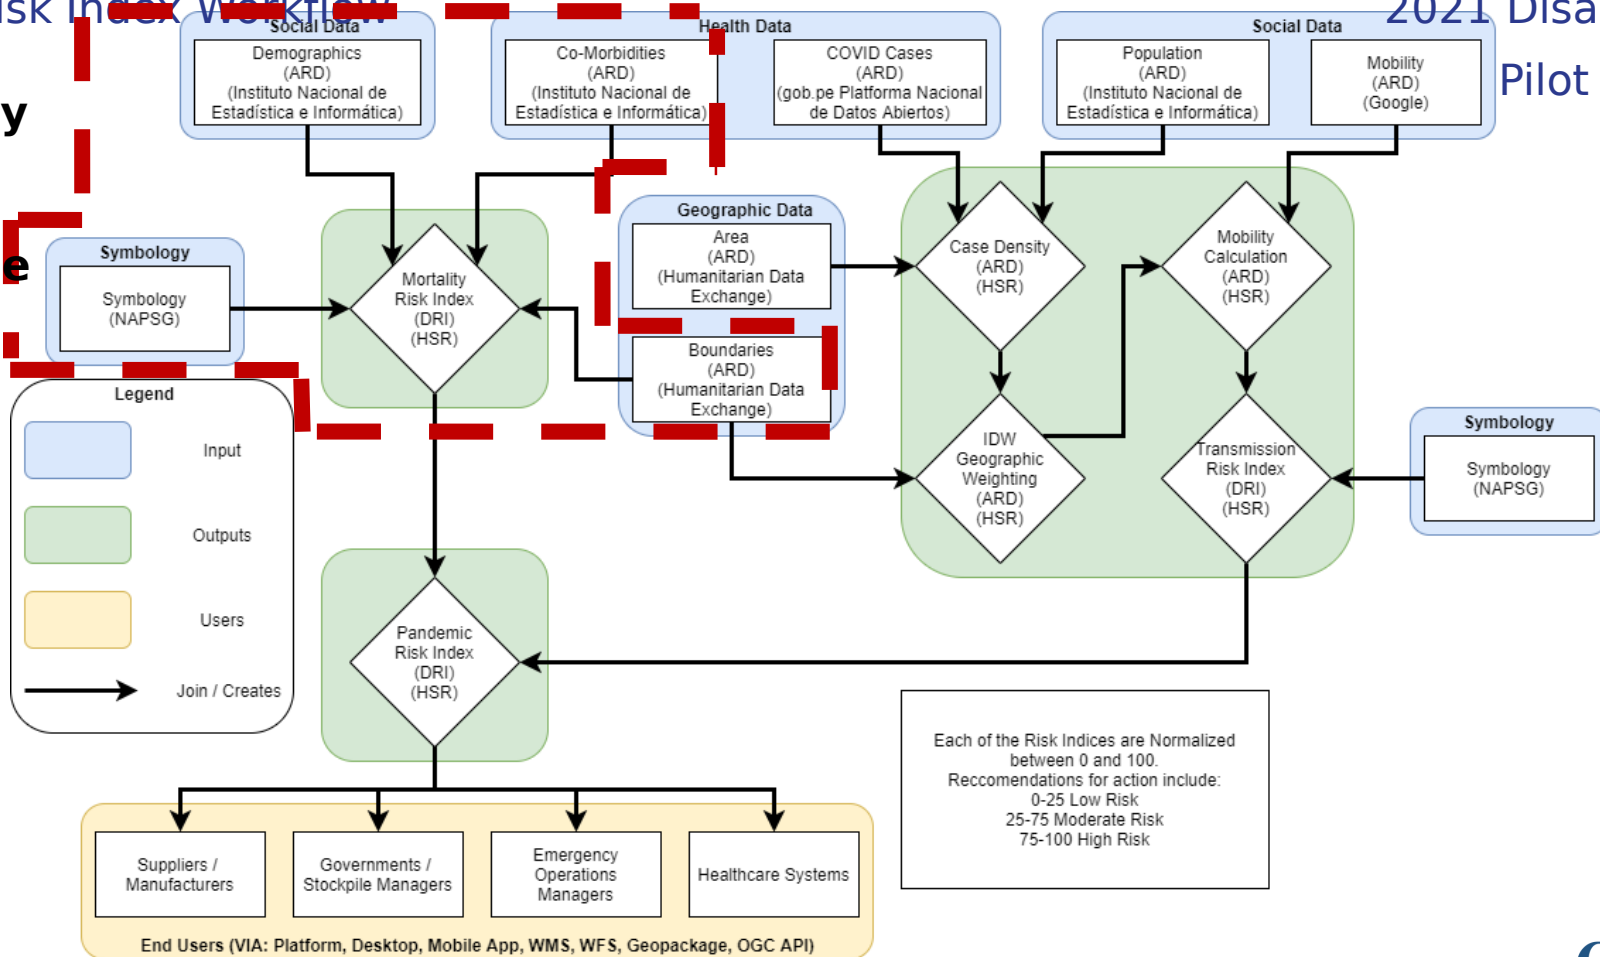 isk Index Workflow
2021 Disa
Pilot
y
e
Social Data
Demographics
(ARD)
(Instituto Nacional de
Estadística e Informática)
Health Data
Co-Morbidities
(ARD)
(Instituto Nacional de
Estadística e Informática)
COVID Cases
(ARD)
(gob.pe Platforma Nacional
de Datos Abiertos)
Social Data
Population
(ARD)
(Instituto Nacional de
Estadística e Informática)
Mobility
(ARD)
(Google)
Symbology
Symbology
(NAPSG)
Mortality
Risk Index
(DRI)
(HSR)
Geographic Data
Area
(ARD)
(Humanitarian Data
Exchange)
Boundaries
(ARD)
(Humanitarian Data
Exchange)
Case Density
(ARD)
(HSR)
Mobility
Calculation
(ARD)
(HSR)
IDW
Geographic
Weighting
(ARD)
(HSR)
Transmission
Risk Index
(DRI)
(HSR)
Symbology
Symbology
(NAPSG)
Legend
Input
Outputs
Users
Join / Creates
Pandemic
Risk Index
(DRI)
(HSR)
Each of the Risk Indices are Normalized
between 0 and 100.
Reccomendations for action include:
0-25 Low Risk
25-75 Moderate Risk
75-100 High Risk
Suppliers /
Manufacturers
Governments /
Stockpile Managers
Emergency
Operations
Managers
Healthcare Systems
End Users (VIA: Platform, Desktop, Mobile App, WMS, WFS, Geopackage, OGC API)